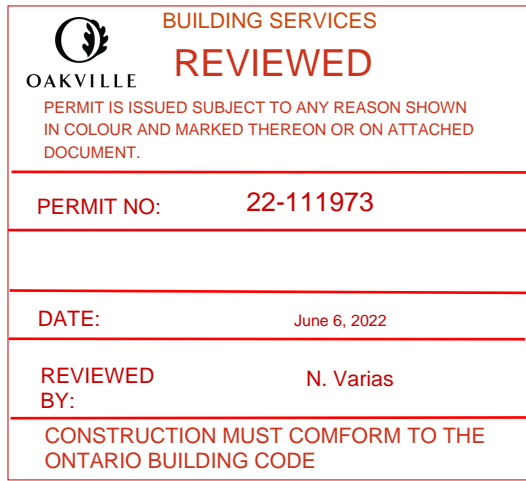 BUILDING SERVICES
OAKVILLE
REVIEWED
PERMIT IS ISSUED SUBJECT TO ANY REASON SHOWN
IN COLOUR AND MARKED THEREON OR ON ATTACHED
DOCUMENT.
PERMIT NO: 22-111973
DATE: June 6, 2022
REVIEWED
BY: N. Varias
CONSTRUCTION MUST COMFORM TO THE
ONTARIO BUILDING CODE